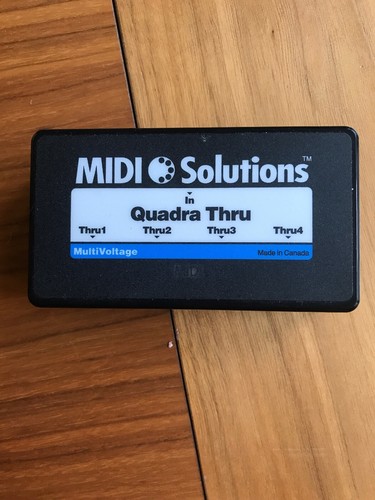 MIDI Solutions™
In
Quadra Thru
Thru1 Thru2 Thru3 Thru4
MultiVoltage Made in Canada